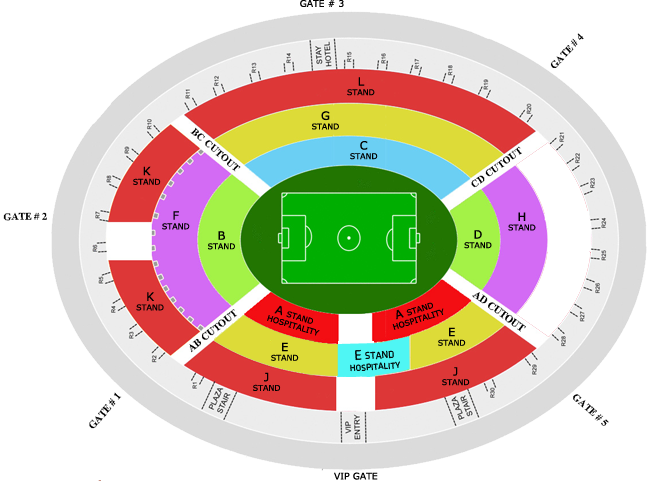 GATE # 3
GATE # 4
STAY
HOTEL
R11
R12
R13
R14
R15
R16
R17
R18
R19
R20
L
STAND
G
STAND
C
STAND
BC CUTOUT
CD CUTOUT
R10
R9
R8
R7
K
STAND
R21
R22
R23
R24
R25
R26
R27
R28
GATE # 2
F
STAND
B
STAND
D
STAND
H
STAND
R6
R5
R4
R3
R2
K
STAND
AB CUTOUT
AD CUTOUT
A STAND
HOSPITALITY
A STAND
HOSPITALITY
E
STAND
E STAND
HOSPITALITY
E
STAND
J
STAND
J
STAND
R1
PLAZA
STAIR
VIP
ENTRY
PLAZA
STAIR
R30
R29
GATE # 1
GATE # 5
VIP GATE